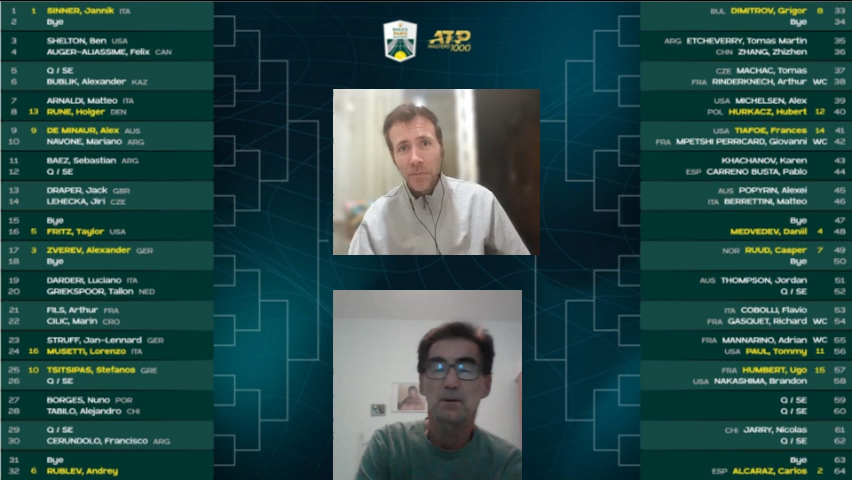 1 1 SINNER, Jannik ITA
2 Bye
3 SHELTON, Ben USA
4 AUGER-ALIASSIME, Felix CAN
5 Q / SE
6 BUBLIK, Alexander KAZ
7 ARNALDI, Matteo ITA
8 13 RUNE, Holger DEN
9 9 DE MINAUR, Alex AUS
10 NAVONE, Mariano ARG
11 BAEZ, Sebastian ARG
12 Q / SE
13 DRAPER, Jack GBR
14 LEHECKA, Jiri CZE
15 Bye
16 5 FRITZ, Taylor USA
17 3 ZVEREV, Alexander GER
18 Bye
19 DARDERI, Luciano ITA
20 GRIEKSPOOR, Tallon NED
21 FILS, Arthur FRA
22 CILIC, Marin CRO
23 STRUFF, Jan-Lennard GER
24 16 MUSETTI, Lorenzo ITA
25 10 TSITSIPAS, Stefanos GRE
26 Q / SE
27 BORGES, Nuno POR
28 TABILO, Alejandro CHI
29 Q / SE
30 CERUNDOLO, Francisco ARG
31 Bye
32 6 RUBLEV, Andrey
ROLEX
PARIS
MASTERS
ATP
MASTERS 1000
BUL DIMITROV, Grigor 8 33
Bye 34
ARG ETCHEVERRY, Tomas Martin 35
CHN ZHANG, Zhizhen 36
CZE MACHAC, Tomas 37
FRA RINDERKNECH, Arthur WC 38
USA MICHELSEN, Alex 39
POL HURKACZ, Hubert 12 40
USA TIAFOE, Frances 14 41
FRA MPETSHI PERRICARD, Giovanni WC 42
KHACHANOV, Karen 43
ESP CARRENO BUSTA, Pablo 44
AUS POPYRIN, Alexei 45
ITA BERRETTINI, Matteo 46
Bye 47
MEDVEDEV, Daniil 4 48
NOR RUUD, Casper 7 49
Bye 50
AUS THOMPSON, Jordan 51
Q / SE 52
ITA COBOLLI, Flavio 53
FRA GASQUET, Richard WC 54
FRA MANNARINO, Adrian WC 55
USA PAUL, Tommy 11 56
FRA HUMBERT, Ugo 15 57
USA NAKASHIMA, Brandon 58
Q / SE 59
Q / SE 60
CHI JARRY, Nicolas 61
Q / SE 62
Bye 63
ESP ALCARAZ, Carlos 2 64